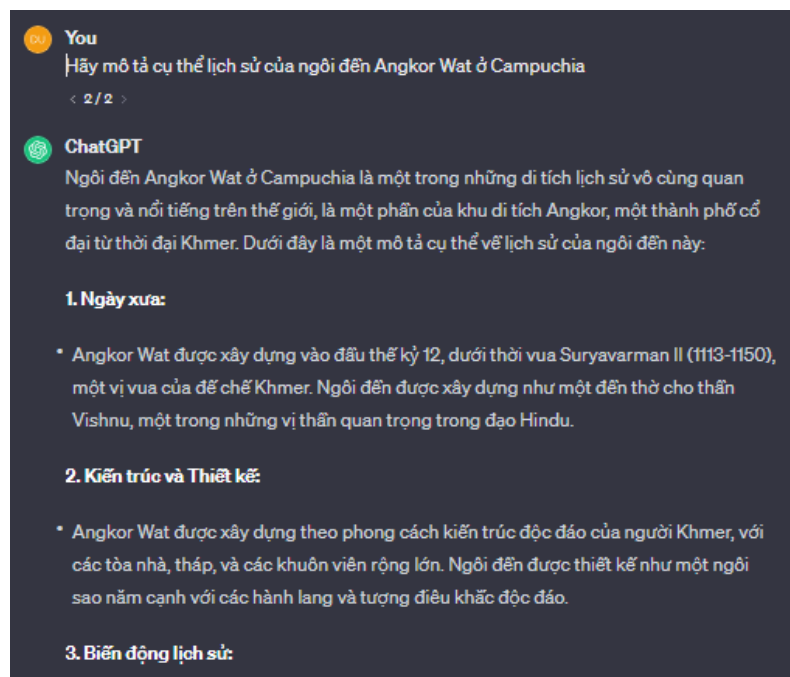 DU
You
Hãy mô tả cụ thể lịch sử của ngôi đền Angkor Wat ở Campuchia
< 2/2 >
ChatGPT
Ngôi đền Angkor Wat ở Campuchia là một trong những di tích lịch sử vô cùng quan
trọng và nổi tiếng trên thế giới, là một phần của khu di tích Angkor, một thành phố cổ
đại từ thời đại Khmer. Dưới đây là một mô tả cụ thể về lịch sử của ngôi đền này:
1. Ngày xưa:
• Angkor Wat được xây dựng vào đầu thế kỷ 12, dưới thời vua Suryavarman II (1113-1150),
một vị vua của đế chế Khmer. Ngôi đền được xây dựng như một đền thờ cho thần
Vishnu, một trong những vị thần quan trọng trong đạo Hindu.
2. Kiến trúc và Thiết kế:
• Angkor Wat được xây dựng theo phong cách kiến trúc độc đáo của người Khmer, với
các tòa nhà, tháp, và các khuôn viên rộng lớn. Ngôi đền được thiết kế như một ngôi
sao năm cạnh với các hành lang và tượng điêu khắc độc đáo.
3. Biến động lịch sử: